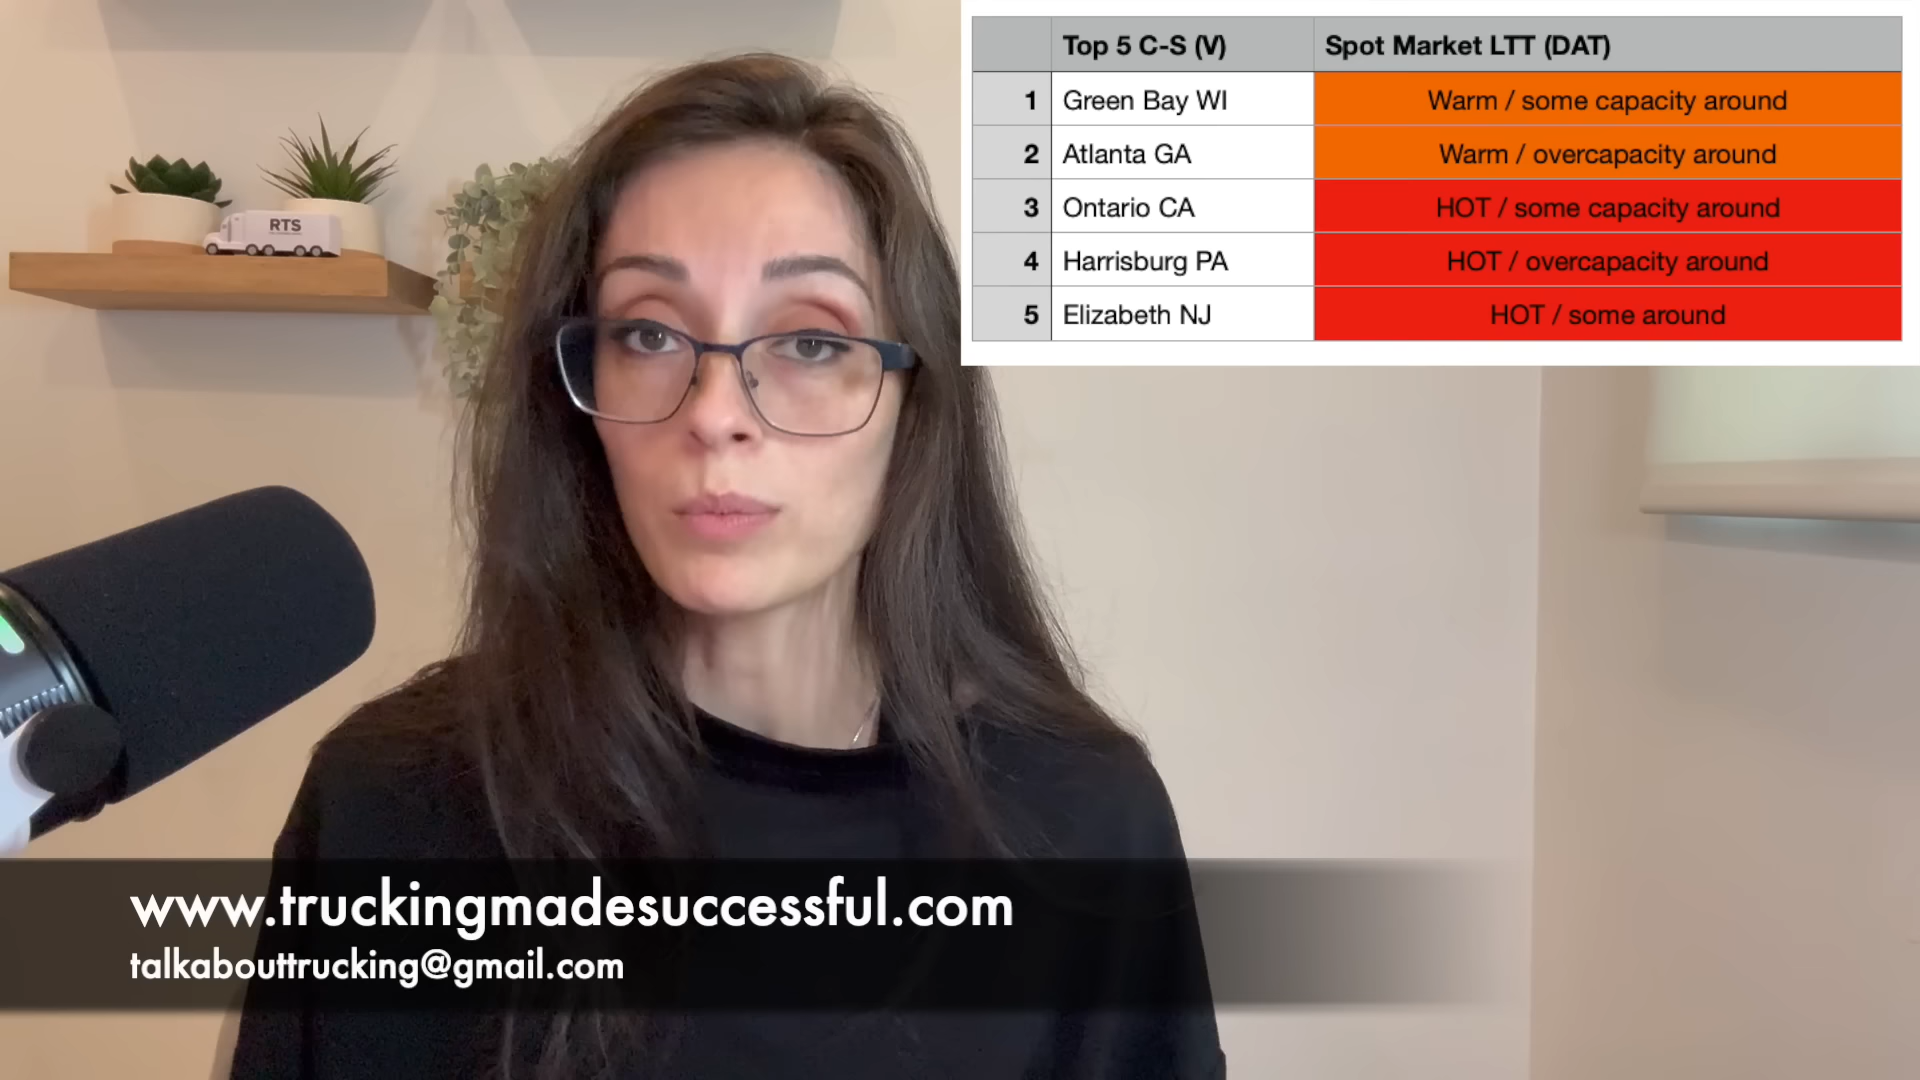 Top 5 C-S (V) Spot Market LTT (DAT)
1 Green Bay WI Warm / some capacity around
2 Atlanta GA Warm / overcapacity around
3 Ontario CA HOT / some capacity around
4 Harrisburg PA HOT / overcapacity around
5 Elizabeth NJ HOT / some around
RTS
www.truckingmadesuccessful.com
talkabouttrucking@gmail.com